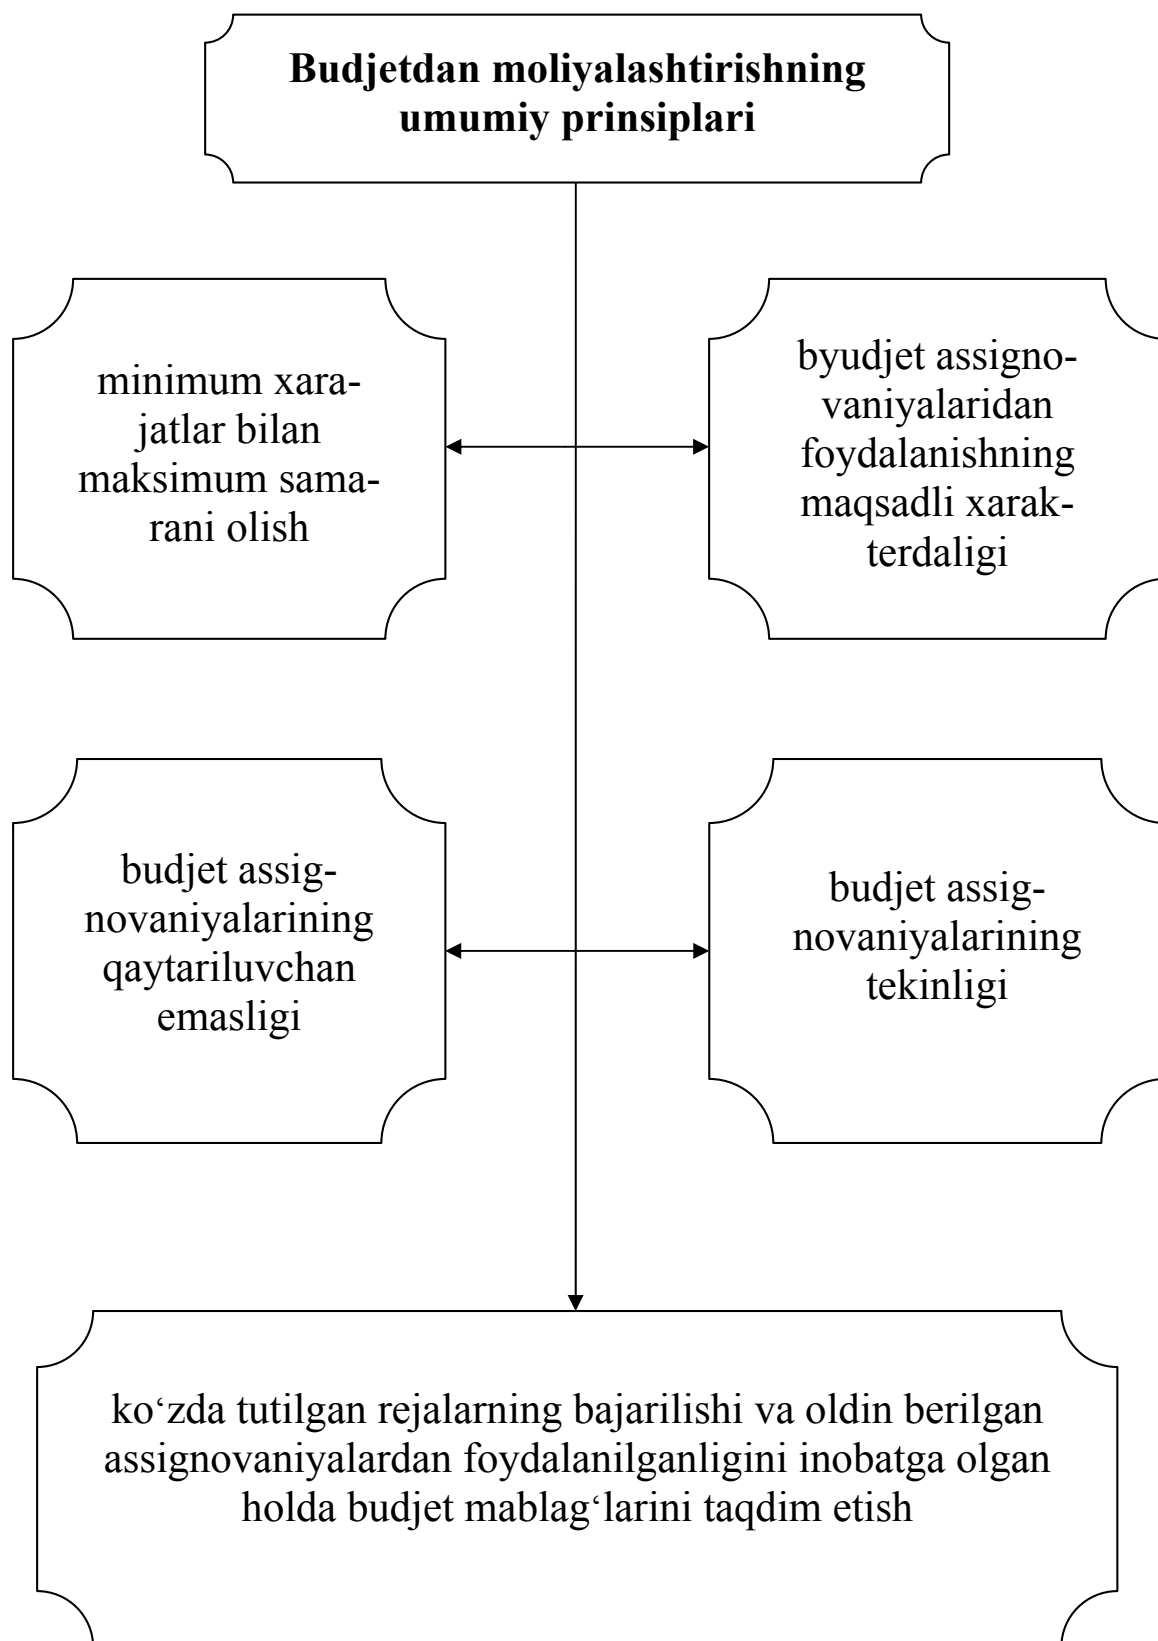 Budjetdan moliyalashtirishning
umumiy prinsiplari
minimum xara-
jatlar bilan
maksimum sama-
rani olish
byudjet assigno-
vaniyalaridan
foydalanishning
maqsadli xarak-
terdaligi
budjet assig-
novaniyalarining
qaytariluvchan
emasligi
budjet assig-
novaniyalarining
tekinligi
ko‘zda tutilgan rejalarning bajarilishi va oldin berilgan
assignovaniyalardan foydalanilganligini inobatga olgan
holda budjet mablag‘larini taqdim etish